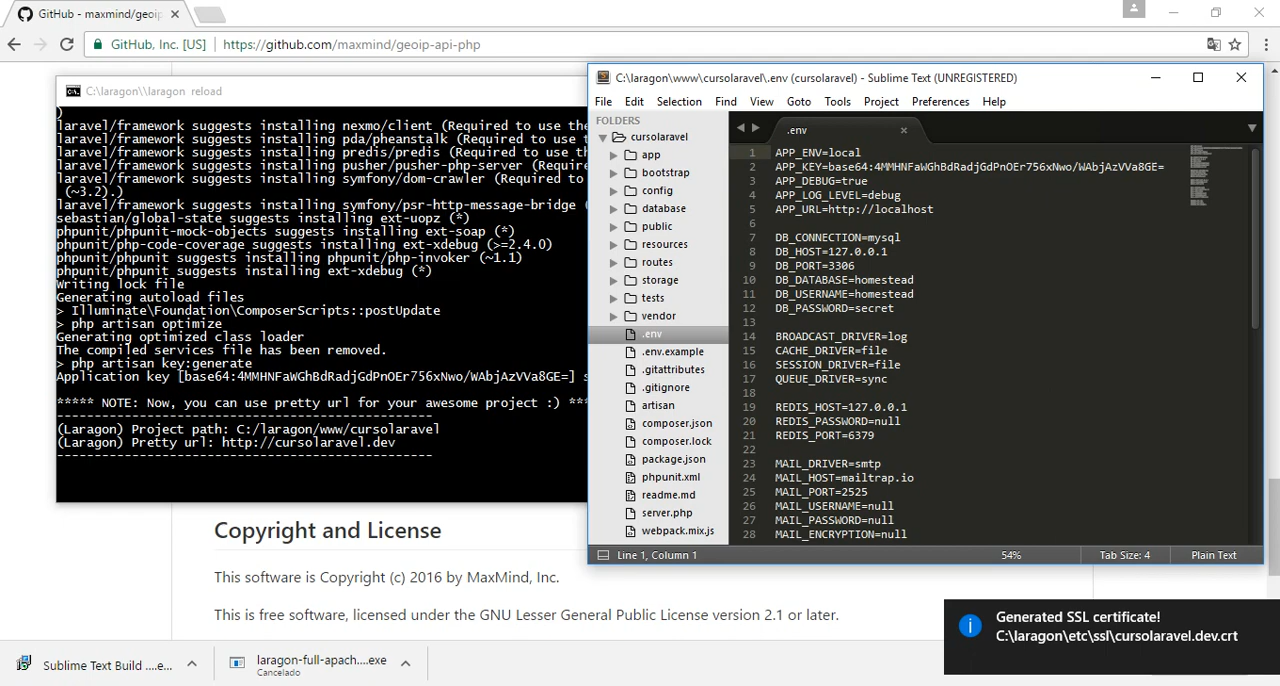 GitHub - maxmind/geoip
GitHub, Inc. [US]
https://github.com/maxmind/geoip-api-php
C:\laragon\\laragon reload
)
laravel/framework suggests installing nexmo/client (Required to use the
laravel/framework suggests installing pda/pheanstalk (Required to use t
laravel/framework suggests installing predis/predis (Required to use th
laravel/framework suggests installing pusher/pusher-php-server (Require
laravel/framework suggests installing symfony/dom-crawler (Required to
(~3.2).)
laravel/framework suggests installing symfony/psr-http-message-bridge (
sebastian/global-state suggests installing ext-uopz (*)
phpunit/phpunit-mock-objects suggests installing ext-soap (*)
phpunit/php-code-coverage suggests installing ext-xdebug (>=2.4.0)
phpunit/phpunit suggests installing phpunit/php-invoker (~1.1)
phpunit/phpunit suggests installing ext-xdebug (*)
Writing lock file
Generating autoload files
> Illuminate\Foundation\ComposerScripts::postUpdate
> php artisan optimize
Generating optimized class loader
The compiled services file has been removed.
> php artisan key:generate
Application key [base64:4MMHNFaWGhBdRadjGdPnOEr756xNwo/WAbjAzVVa8GE=] s
***** NOTE: Now, you can use pretty url for your awesome project :) ***
----------------------------------------------------
(Laragon) Project path: C:/laragon/www/cursolaravel
(Laragon) Pretty url: http://cursolaravel.dev
----------------------------------------------------
C:\laragon\www\cursolaravel\.env (cursolaravel) - Sublime Text (UNREGISTERED)
File Edit Selection Find View Goto Tools Project Preferences Help
FOLDERS
cursolaravel
app
bootstrap
config
database
public
resources
routes
storage
tests
vendor
.env
.env.example
.gitattributes
.gitignore
artisan
composer.json
composer.lock
package.json
phpunit.xml
readme.md
server.php
webpack.mix.js
.env
1 APP_ENV=local
2 APP_KEY=base64:4MMHNFaWGhBdRadjGdPnOEr756xNwo/WAbjAzVVa8GE=
3 APP_DEBUG=true
4 APP_LOG_LEVEL=debug
5 APP_URL=http://localhost
6
7 DB_CONNECTION=mysql
8 DB_HOST=127.0.0.1
9 DB_PORT=3306
10 DB_DATABASE=homestead
11 DB_USERNAME=homestead
12 DB_PASSWORD=secret
13
14 BROADCAST_DRIVER=log
15 CACHE_DRIVER=file
16 SESSION_DRIVER=file
17 QUEUE_DRIVER=sync
18
19 REDIS_HOST=127.0.0.1
20 REDIS_PASSWORD=null
21 REDIS_PORT=6379
22
23 MAIL_DRIVER=smtp
24 MAIL_HOST=mailtrap.io
25 MAIL_PORT=2525
26 MAIL_USERNAME=null
27 MAIL_PASSWORD=null
28 MAIL_ENCRYPTION=null
Line 1, Column 1
54%
Tab Size: 4
Plain Text
Copyright and License
This software is Copyright (c) 2016 by MaxMind, Inc.
This is free software, licensed under the GNU Lesser General Public License version 2.1 or later.
Generated SSL certificate!
C:\laragon\etc\ssl\cursolaravel.dev.crt
Sublime Text Build ....e...
laragon-full-apach....exe
Cancelado